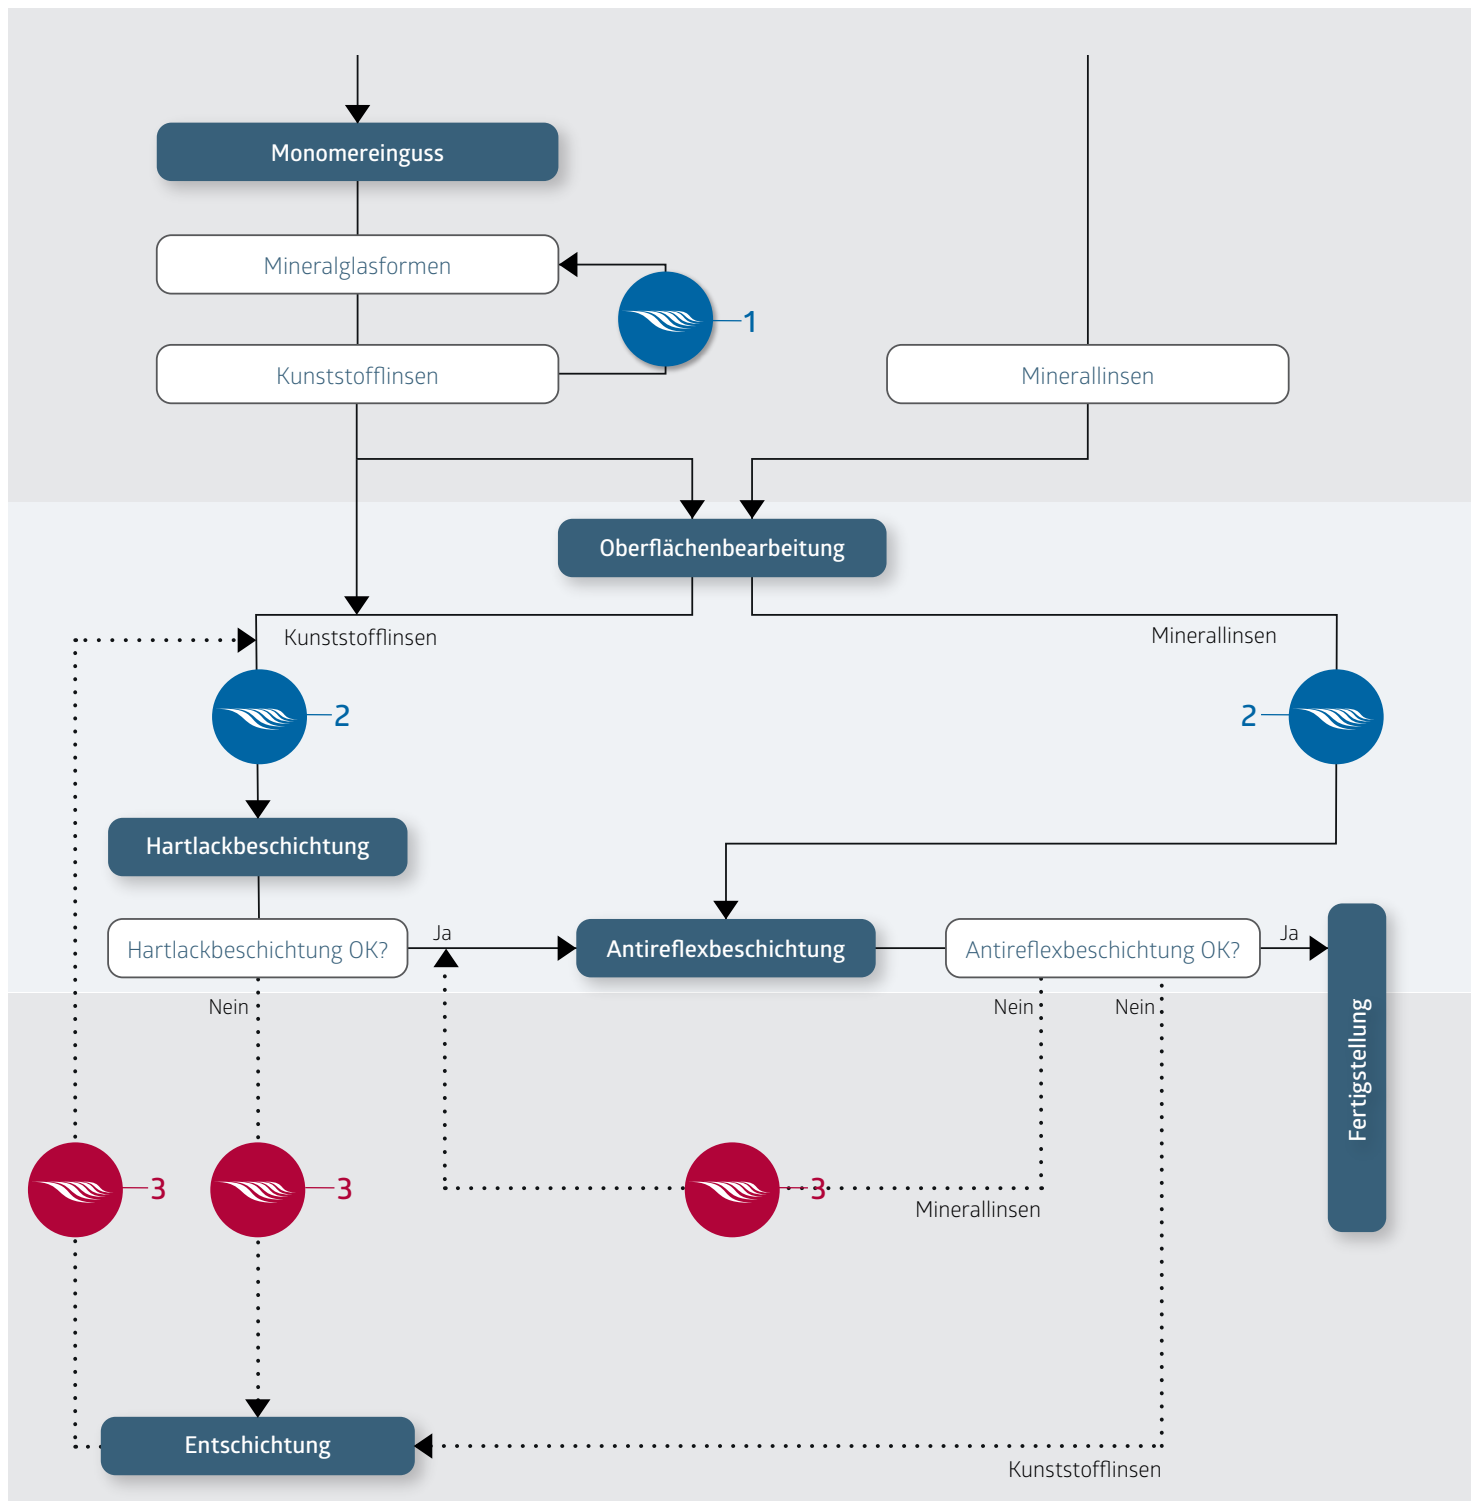 Monomereinguss
Mineralglasformen
1
Kunststofflinsen
Minerallinsen
Oberflächenbearbeitung
Kunststofflinsen
Minerallinsen
2
2
Hartlackbeschichtung
Ja
Ja
Hartlackbeschichtung OK?
Antireflexbeschichtung
Antireflexbeschichtung OK?
Nein
Nein
Nein
Fertigstellung
3
3
3
Minerallinsen
Entschichtung
Kunststofflinsen